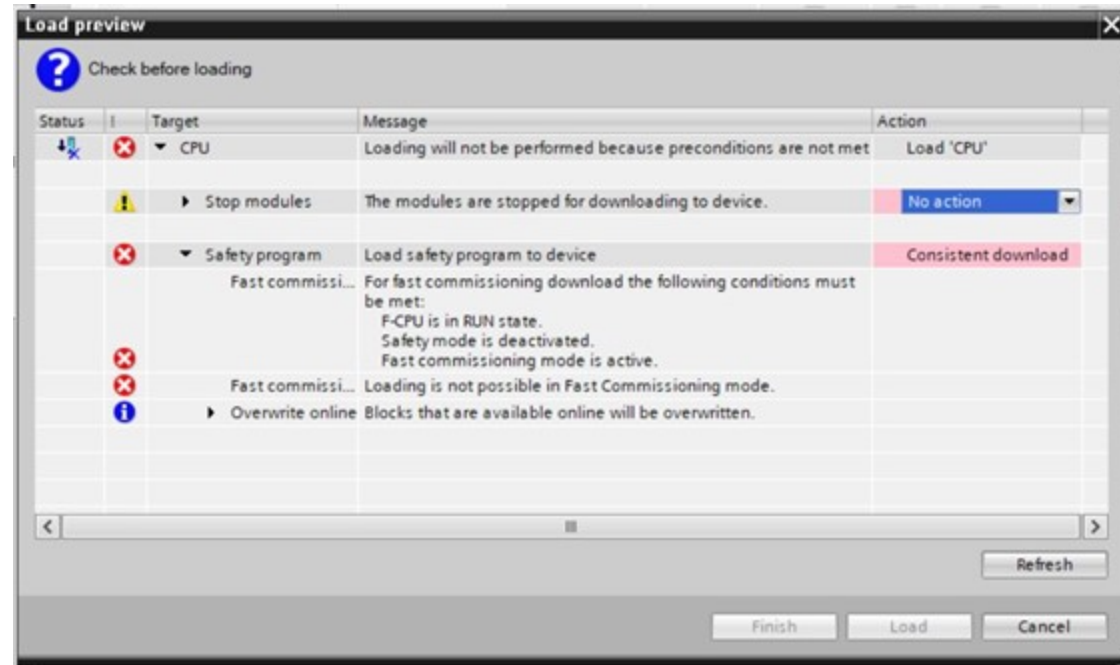 Load preview
Check before loading
Status ! Target Message Action
CPU Loading will not be performed because preconditions are not met Load 'CPU'
Stop modules The modules are stopped for downloading to device. No action
Safety program Load safety program to device Consistent download
Fast commissi... For fast commissioning download the following conditions must
be met:
F-CPU is in RUN state.
Safety mode is deactivated.
Fast commissioning mode is active.
Fast commissi... Loading is not possible in Fast Commissioning mode.
Overwrite online Blocks that are available online will be overwritten.
Refresh
Finish Load Cancel